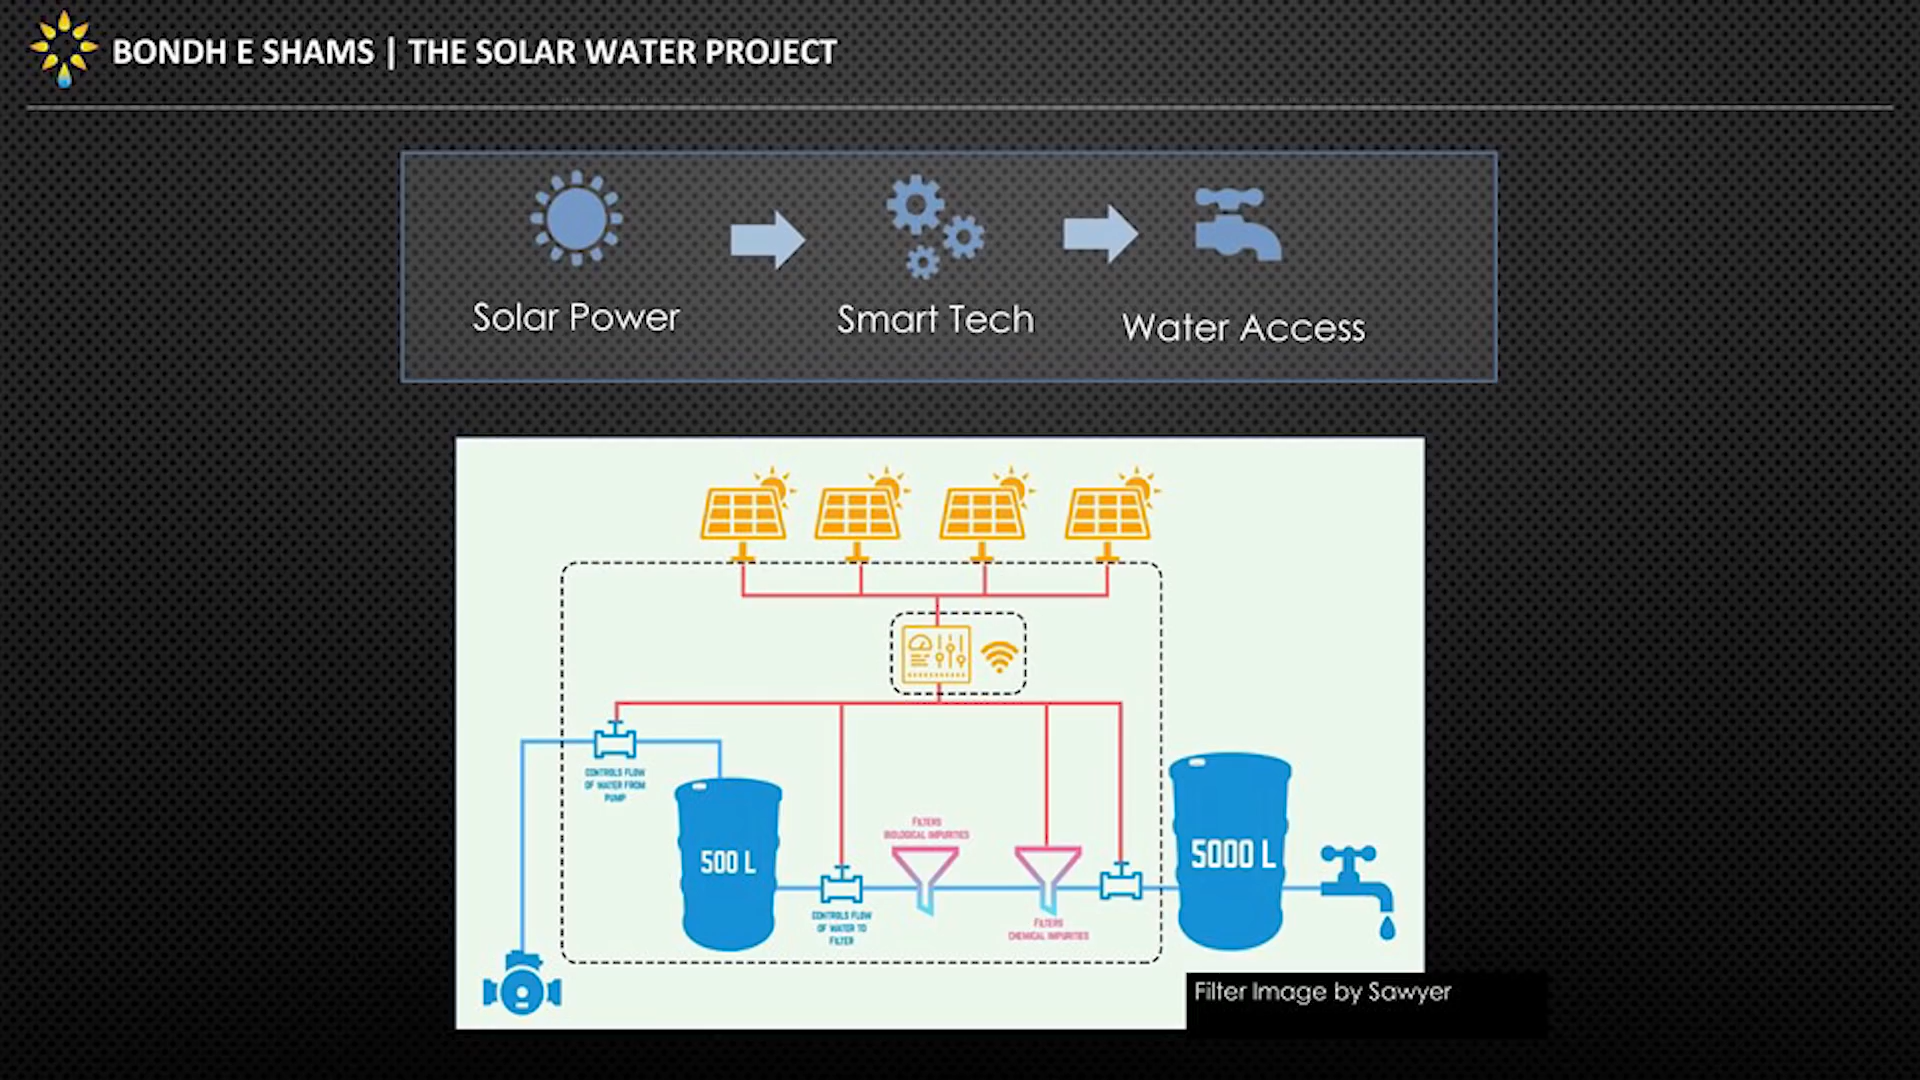 BONDH E SHAMS | THE SOLAR WATER PROJECT
Solar Power
Smart Tech
Water Access
CONTROLS FLOW
OF WATER FROM
PUMP
500 L
CONTROLS FLOW
OF WATER TO
FILTER
FILTERS
BIOLOGICAL IMPURITIES
FILTERS
CHEMICAL IMPURITIES
5000 L
Filter Image by Sawyer